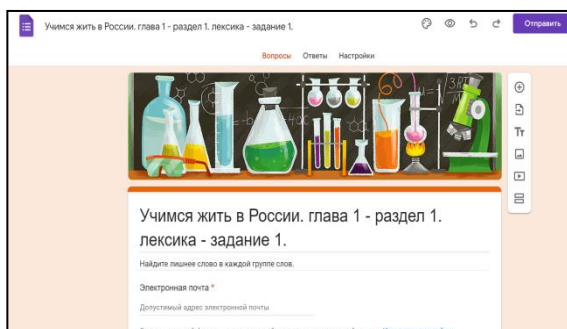 Учимся жить в России. глава 1 - раздел 1. лексика - задание 1.
Отправить
Вопросы Ответы Настройки
Учимся жить в России. глава 1 - раздел 1.
лексика - задание 1.
Найдите лишнее слово в каждой группе слов.
Электронная почта *
Допустимый адрес электронной почты